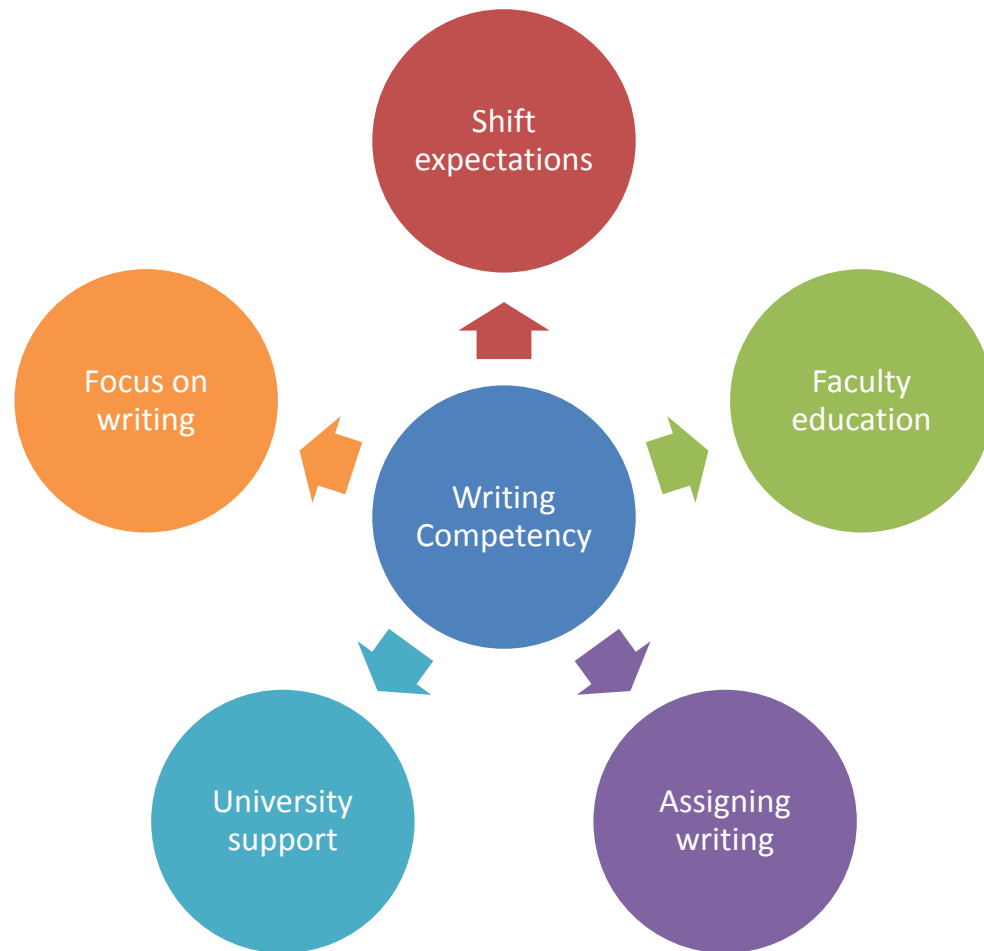 Shift
expectations
Focus on
writing
Faculty
education
Writing
Competency
University
support
Assigning
writing